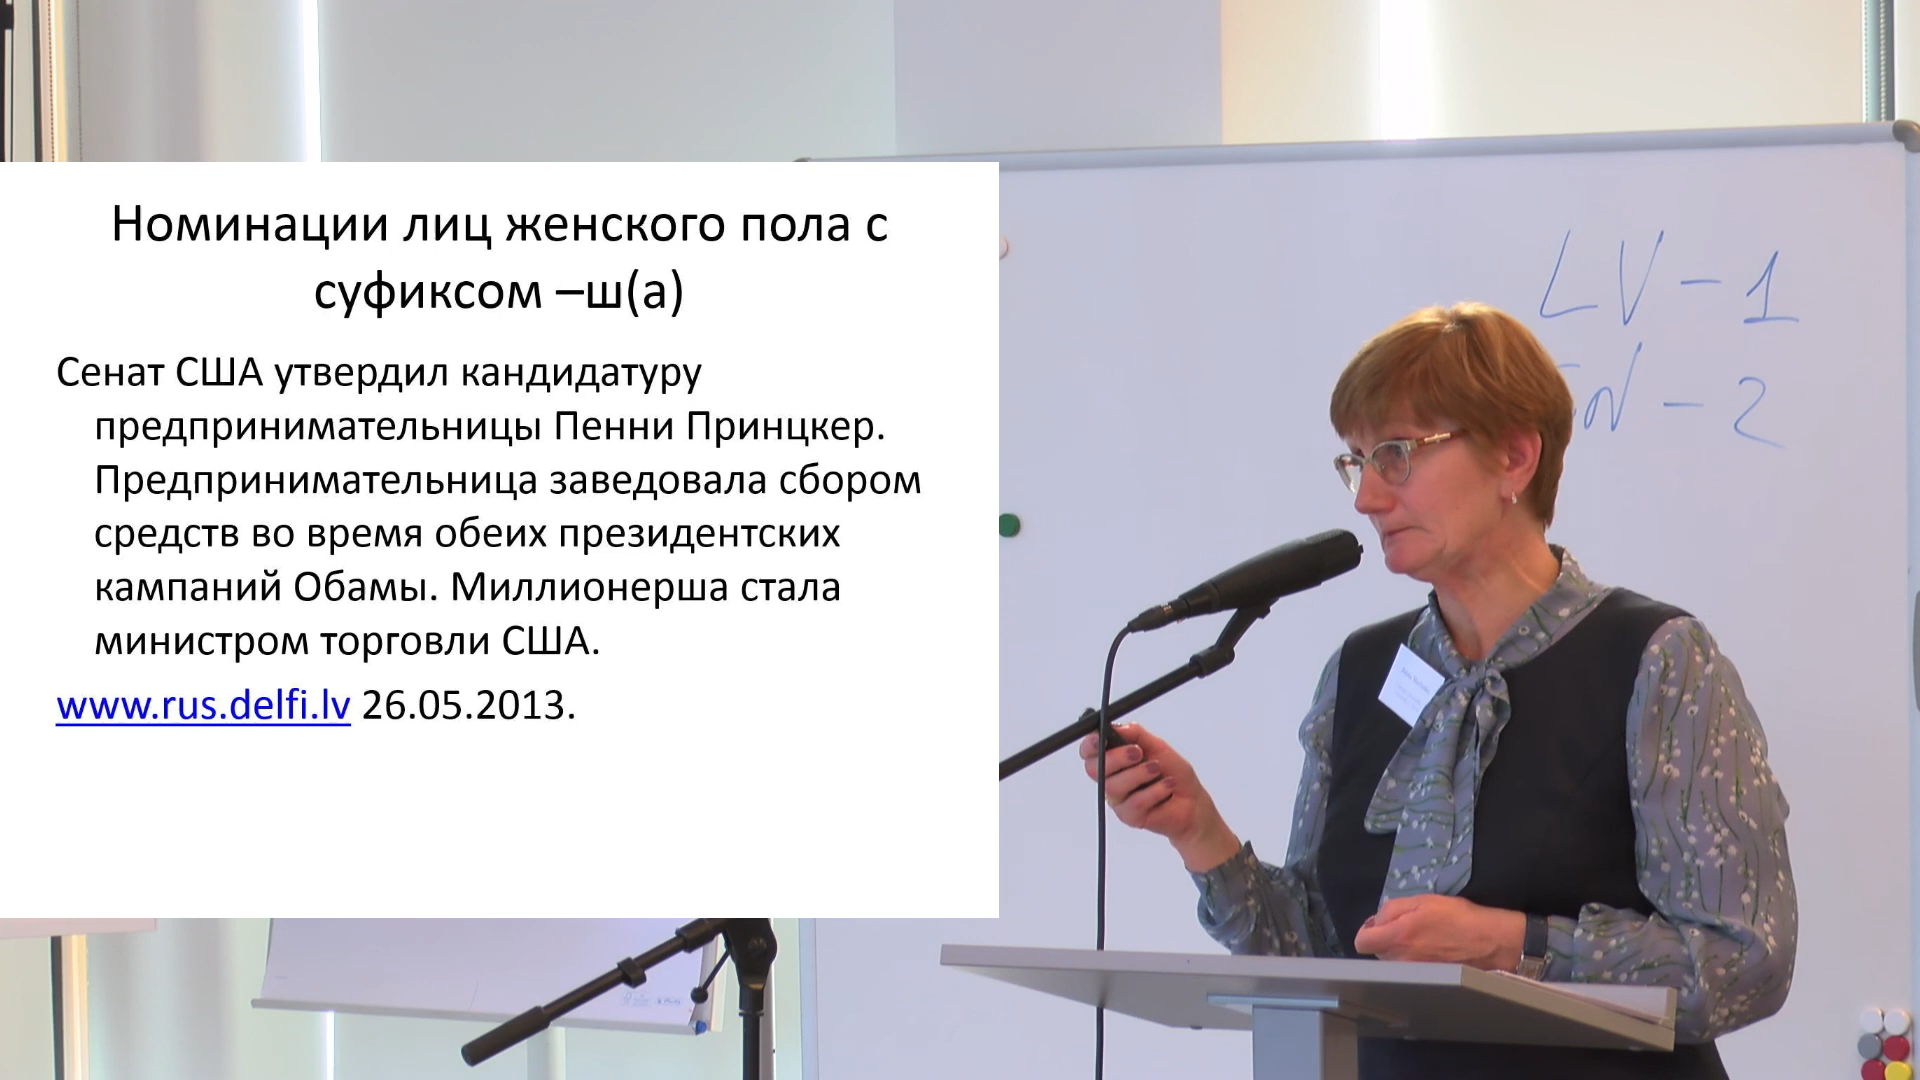 Номинации лиц женского пола с
суфиксом –ш(а)
Сенат США утвердил кандидатуру
предпринимательницы Пенни Принцкер.
Предпринимательница заведовала сбором
средств во время обеих президентских
кампаний Обамы. Миллионерша стала
министром торговли США.
www.rus.delfi.lv 26.05.2013.
LV – 1
EN – 2